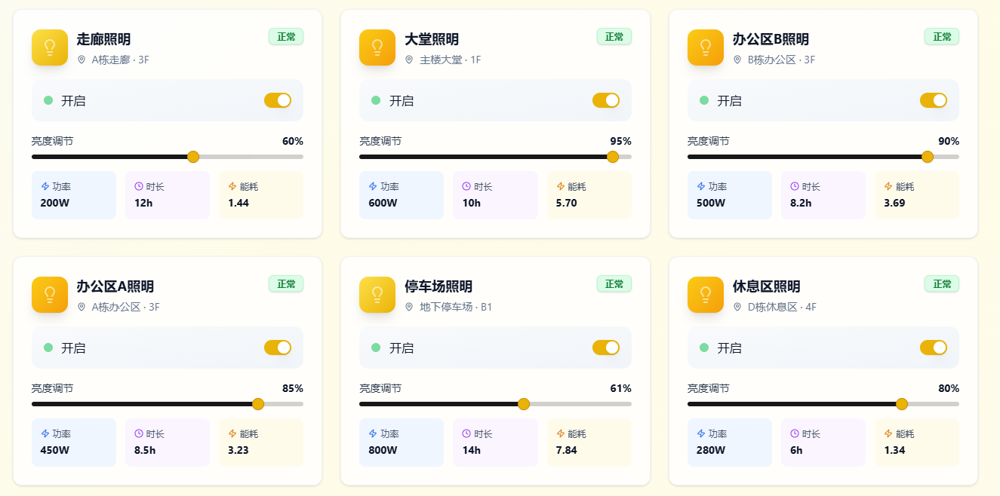 走廊照明
正常
A栋走廊 · 3F
开启
亮度调节 60%
功率 时长 能耗
200W 12h 1.44
大堂照明
正常
主楼大堂 · 1F
开启
亮度调节 95%
功率 时长 能耗
600W 10h 5.70
办公区B照明
正常
B栋办公区 · 3F
开启
亮度调节 90%
功率 时长 能耗
500W 8.2h 3.69
办公区A照明
正常
A栋办公区 · 3F
开启
亮度调节 85%
功率 时长 能耗
450W 8.5h 3.23
停车场照明
正常
地下停车场 · B1
开启
亮度调节 61%
功率 时长 能耗
800W 14h 7.84
休息区照明
正常
D栋休息区 · 4F
开启
亮度调节 80%
功率 时长 能耗
280W 6h 1.34